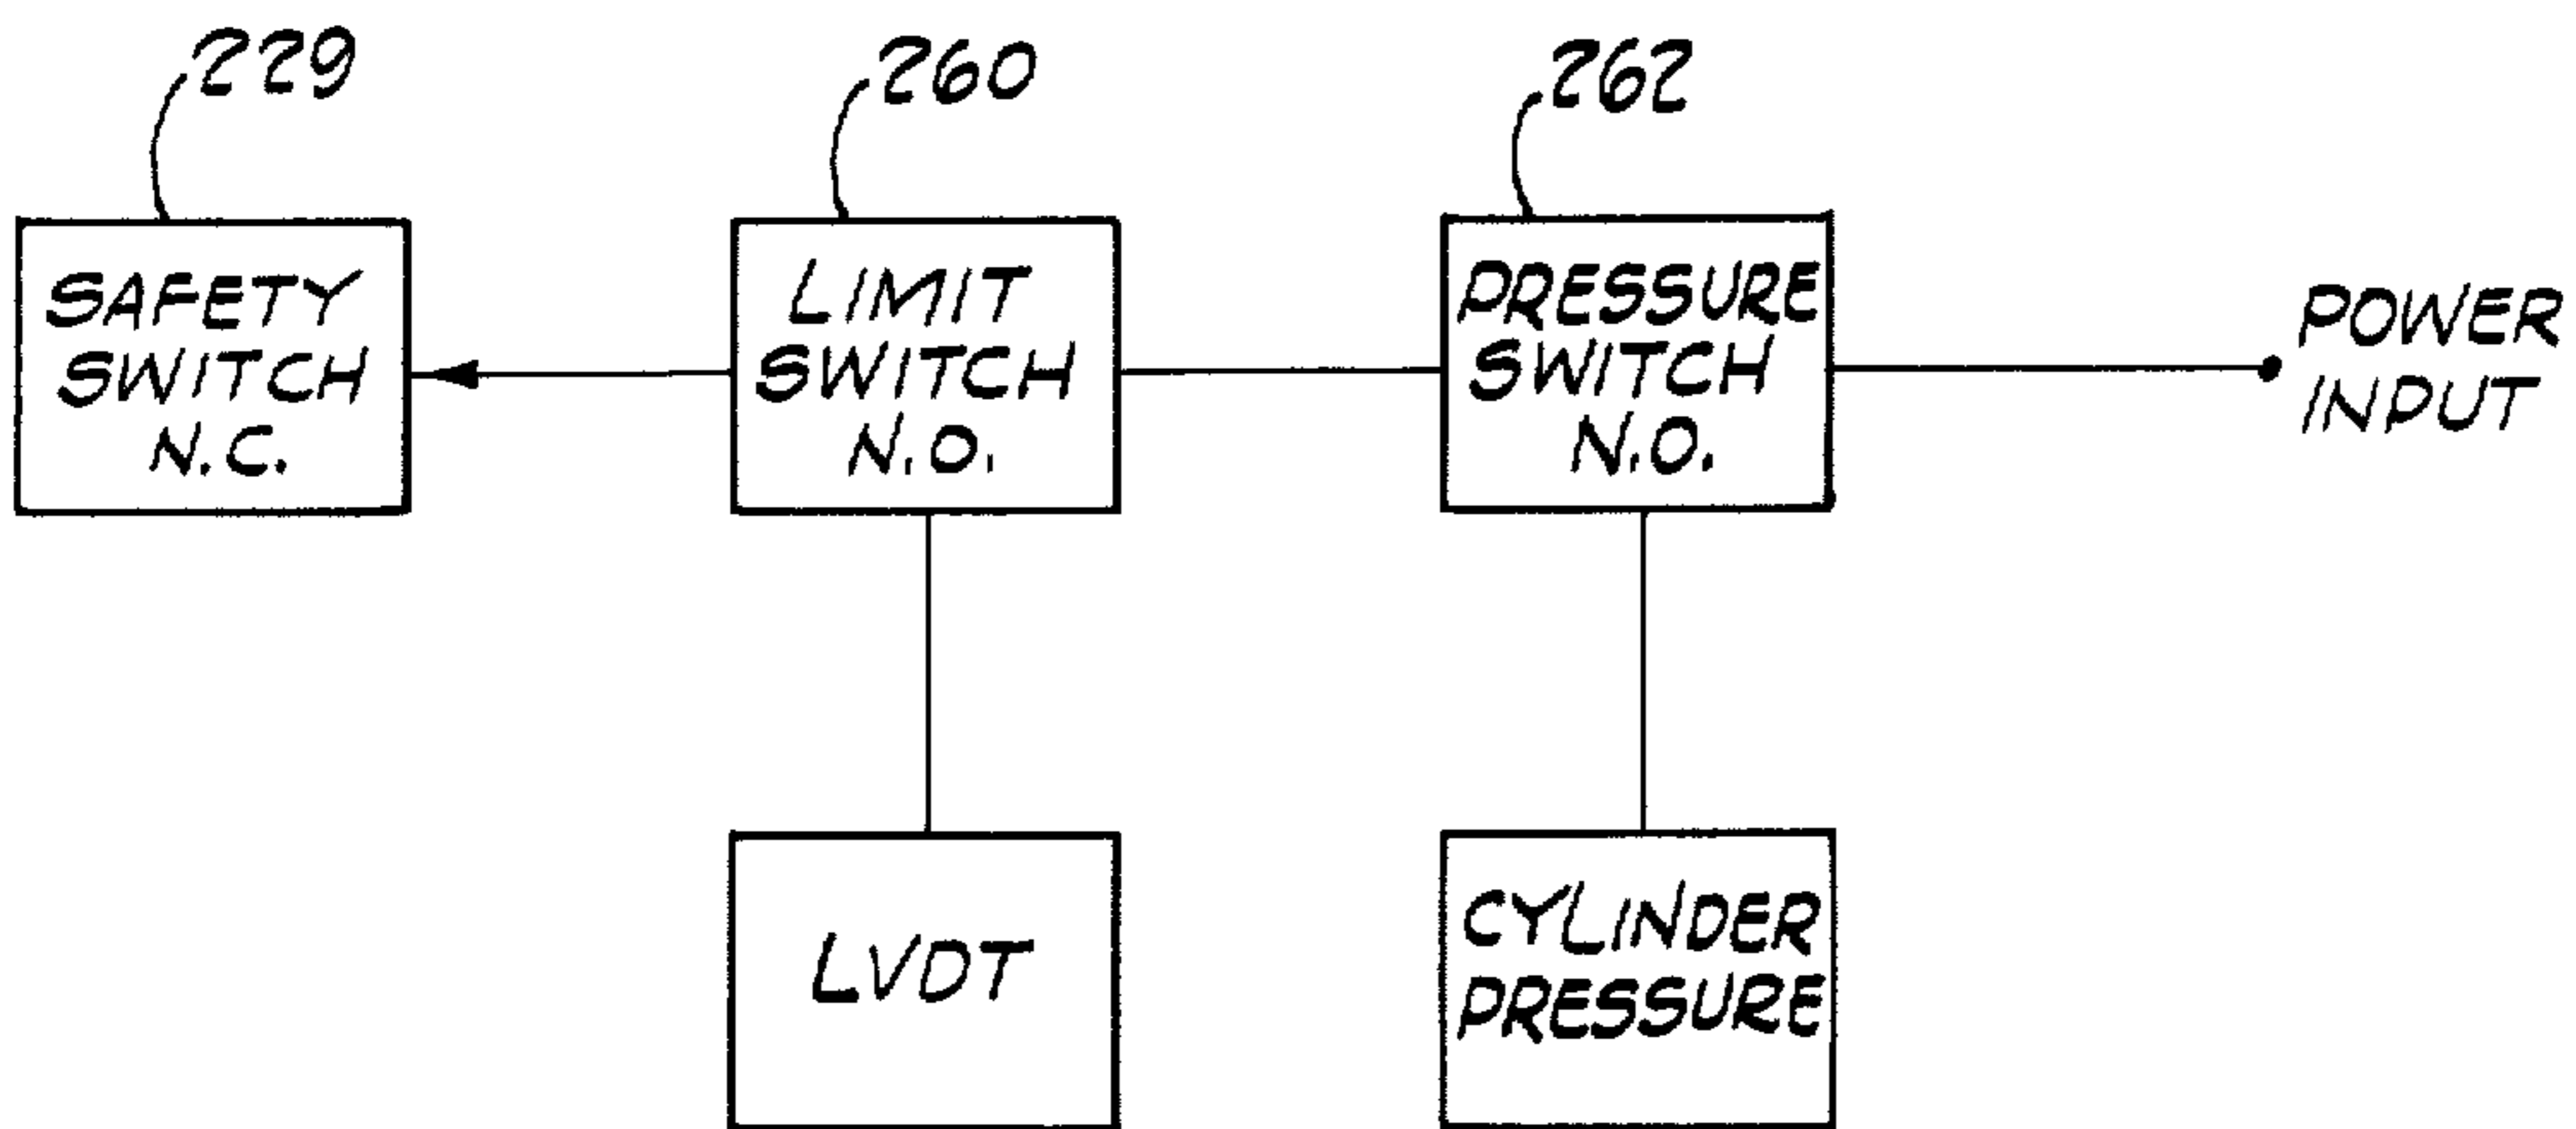 229
260
262
SAFETY
SWITCH
N.C.
LIMIT
SWITCH
N.O.
PRESSURE
SWITCH
N.O.
POWER
INPUT
LVDT
CYLINDER
PRESSURE